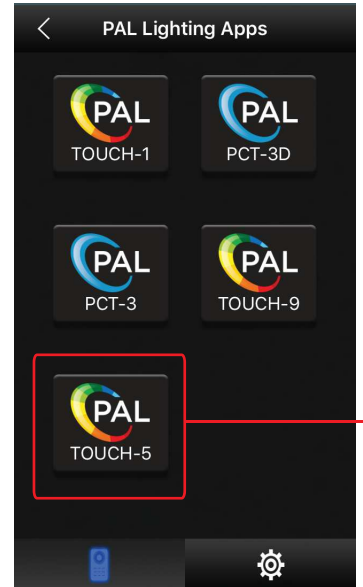 PAL Lighting Apps
PAL
TOUCH-1
PAL
PCT-3D
PAL
PCT-3
PAL
TOUCH-9
PAL
TOUCH-5